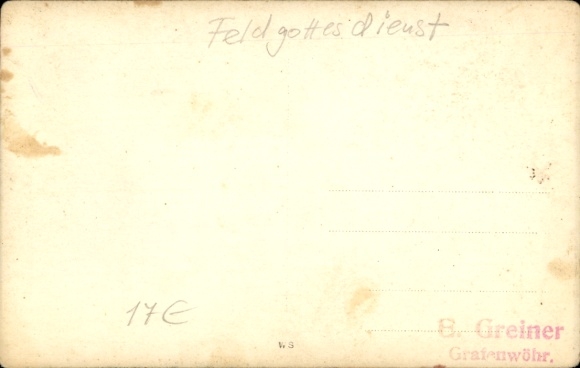 Feldgottesdienst
17€
WS
B. Greiner
Grafenwöhr.